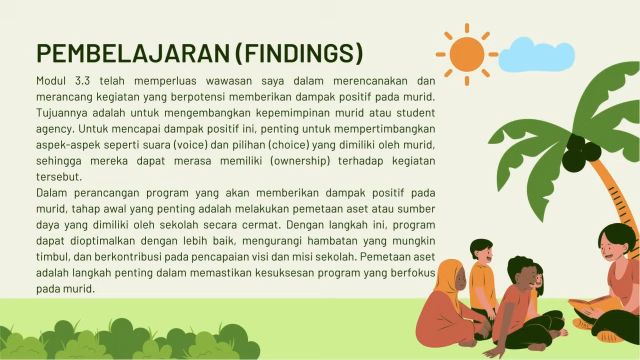 PEMBELAJARAN (FINDINGS)
Modul 3.3 telah memperluas wawasan saya dalam merencanakan dan
merancang kegiatan yang berpotensi memberikan dampak positif pada murid.
Tujuannya adalah untuk mengembangkan kepemimpinan murid atau student
agency. Untuk mencapai dampak positif ini, penting untuk mempertimbangkan
aspek-aspek seperti suara (voice) dan pilihan (choice) yang dimiliki oleh murid,
sehingga mereka dapat merasa memiliki (ownership) terhadap kegiatan
tersebut.
Dalam perancangan program yang akan memberikan dampak positif pada
murid, tahap awal yang penting adalah melakukan pemetaan aset atau sumber
daya yang dimiliki oleh sekolah secara cermat. Dengan langkah ini, program
dapat dioptimalkan dengan lebih baik, mengurangi hambatan yang mungkin
timbul, dan berkontribusi pada pencapaian visi dan misi sekolah. Pemetaan aset
adalah langkah penting dalam memastikan kesuksesan program yang berfokus
pada murid.